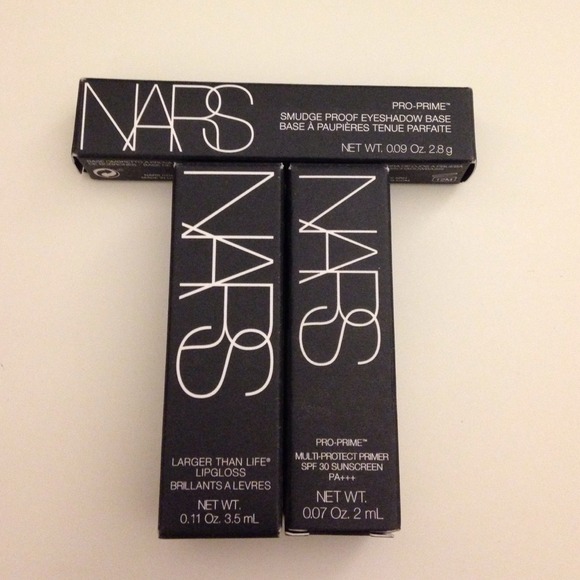 NARS
PRO-PRIME™
SMUDGE PROOF EYESHADOW BASE
BASE À PAUPIÈRES TENUE PARFAITE
NET WT. 0.09 Oz. 2.8 g
12M
NARS
LARGER THAN LIFE®
LIPGLOSS
BRILLANTS A LEVRES
NET WT.
0.11 Oz. 3.5 mL
NARS
PRO-PRIME™
MULTI-PROTECT PRIMER
SPF 30 SUNSCREEN
PA+++
NET WT.
0.07 Oz. 2 mL